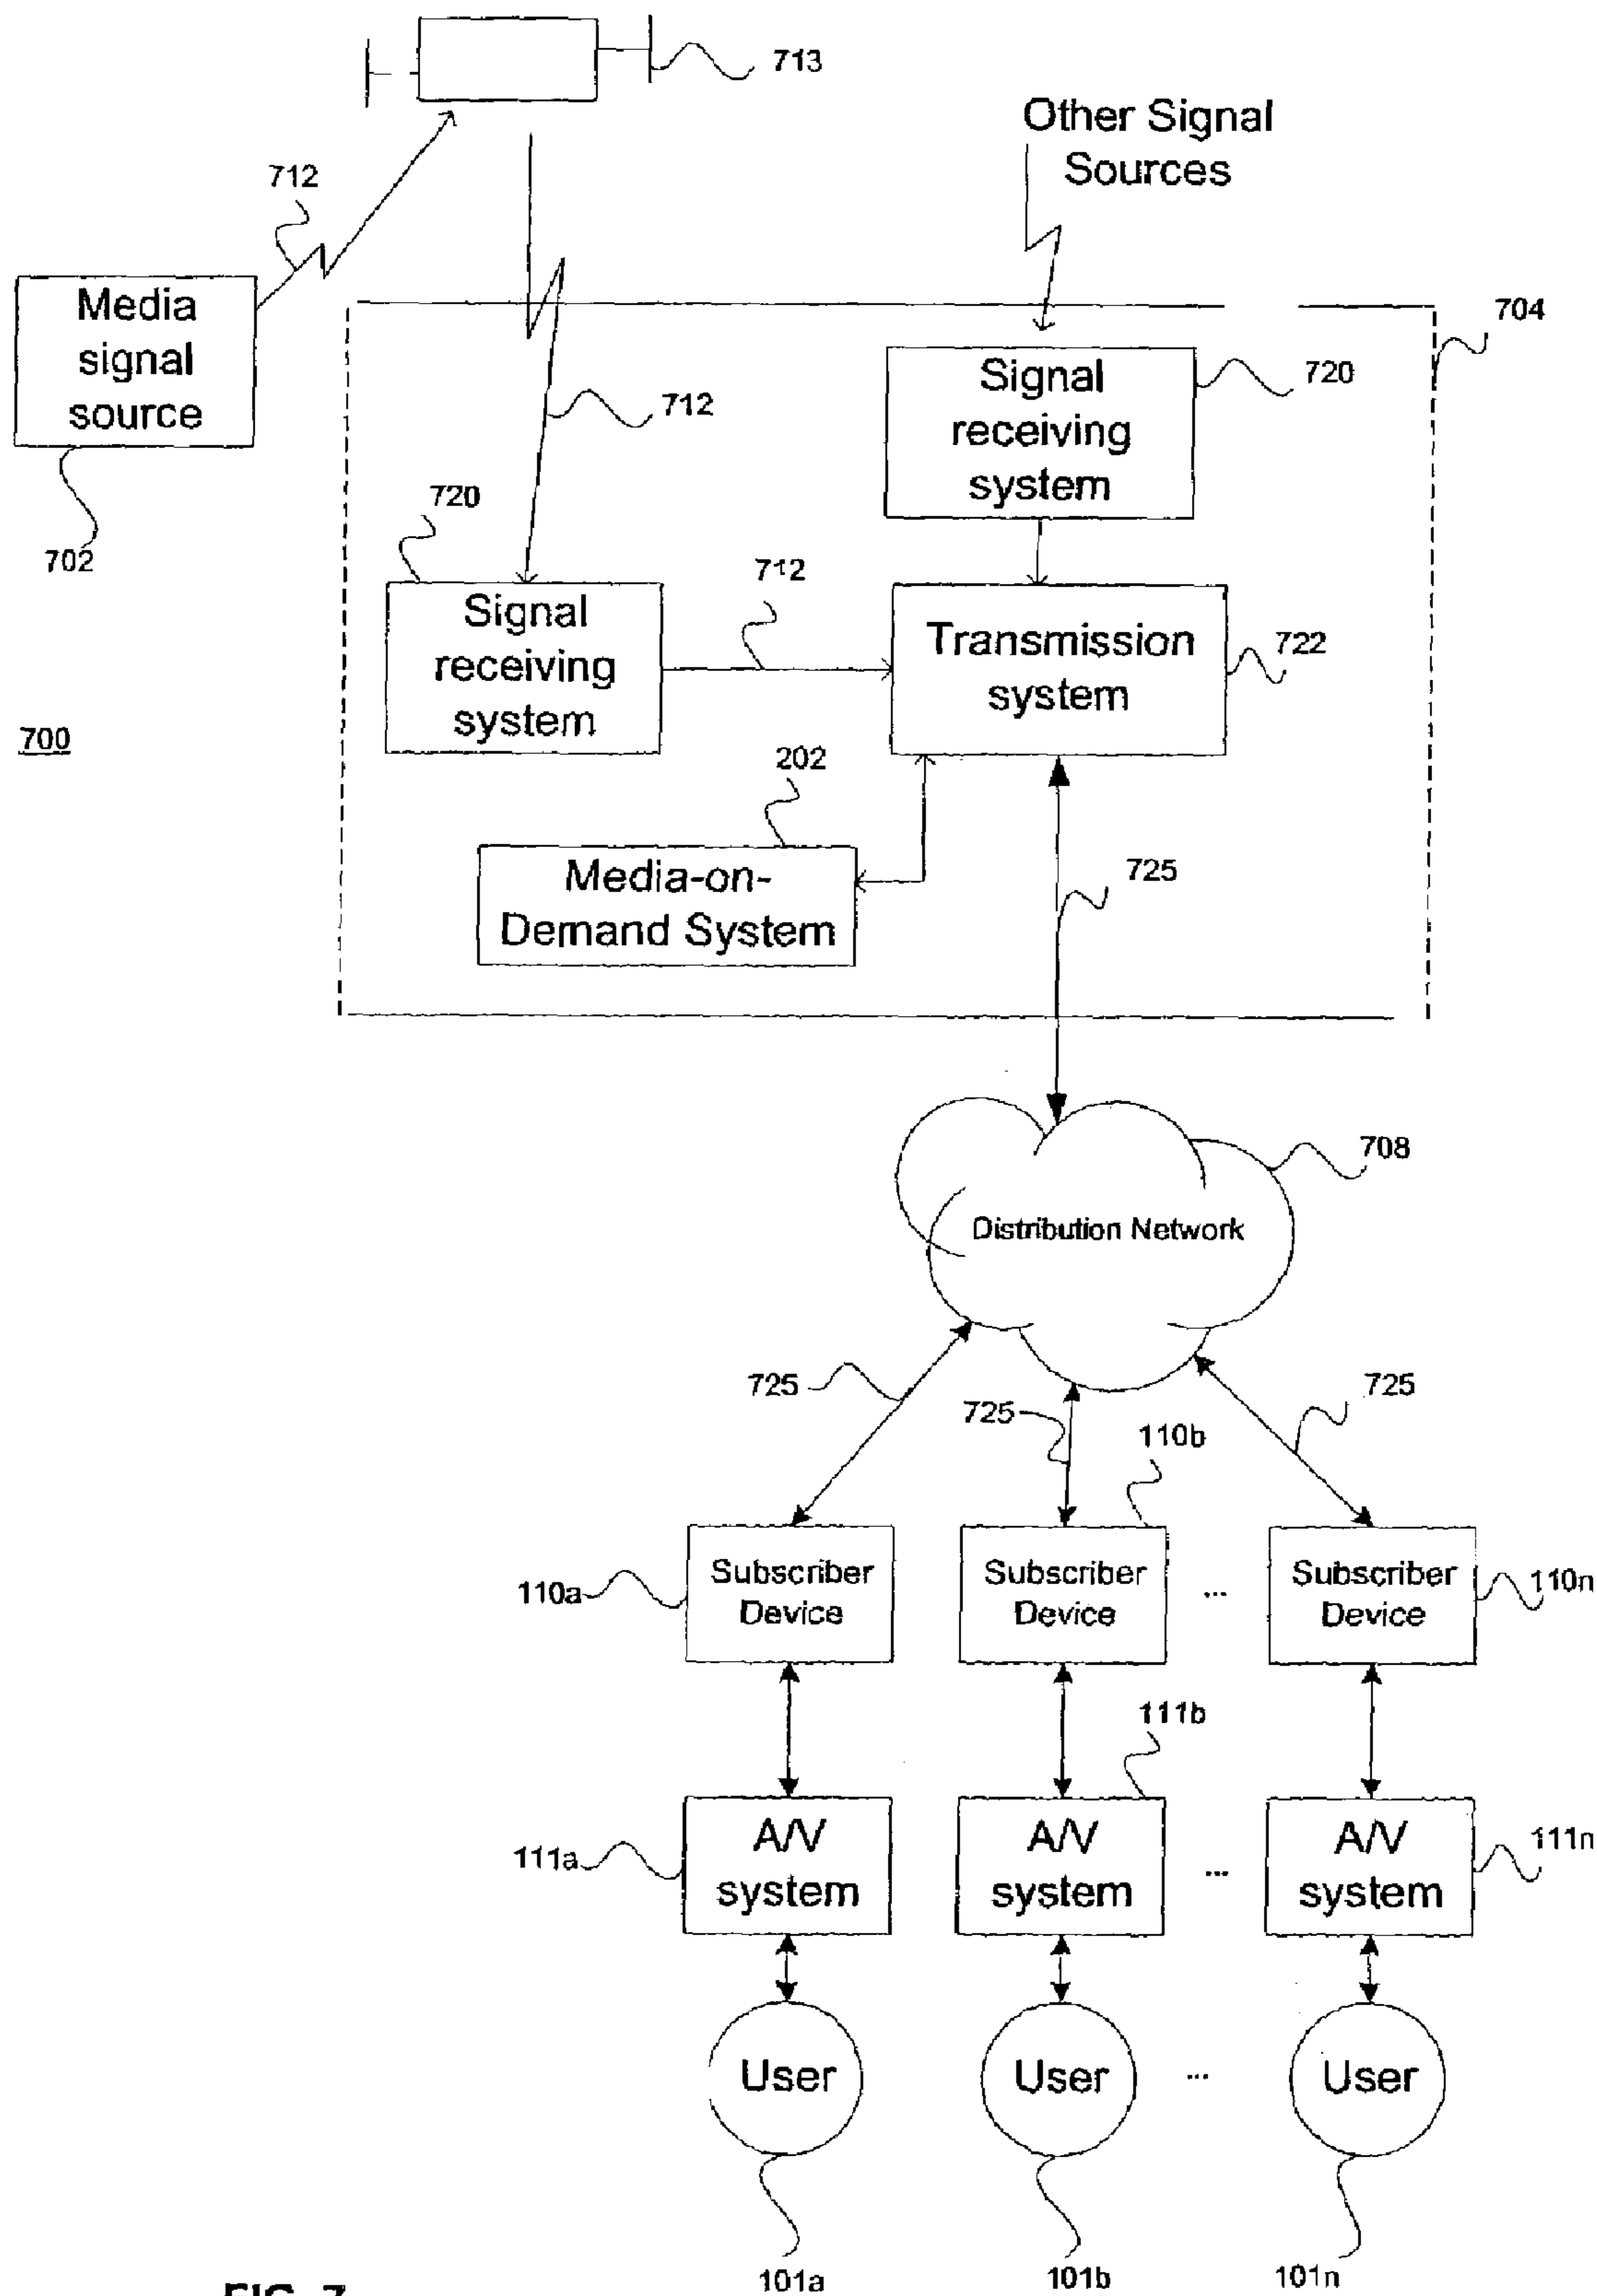 713
Other Signal
Sources
712
Media
signal
source
704
Signal
receiving
system
720
712
702
720
712
Signal
receiving
system
Transmission
system
722
700
202
Media-on-
Demand System
725
708
Distribution Network
725
725
725
110b
110a
Subscriber
Device
Subscriber
Device
...
Subscriber
Device
110n
111b
111a
A/V
system
A/V
system
...
A/V
system
111n
User
User
...
User
101a
101b
101n
FIG. 7